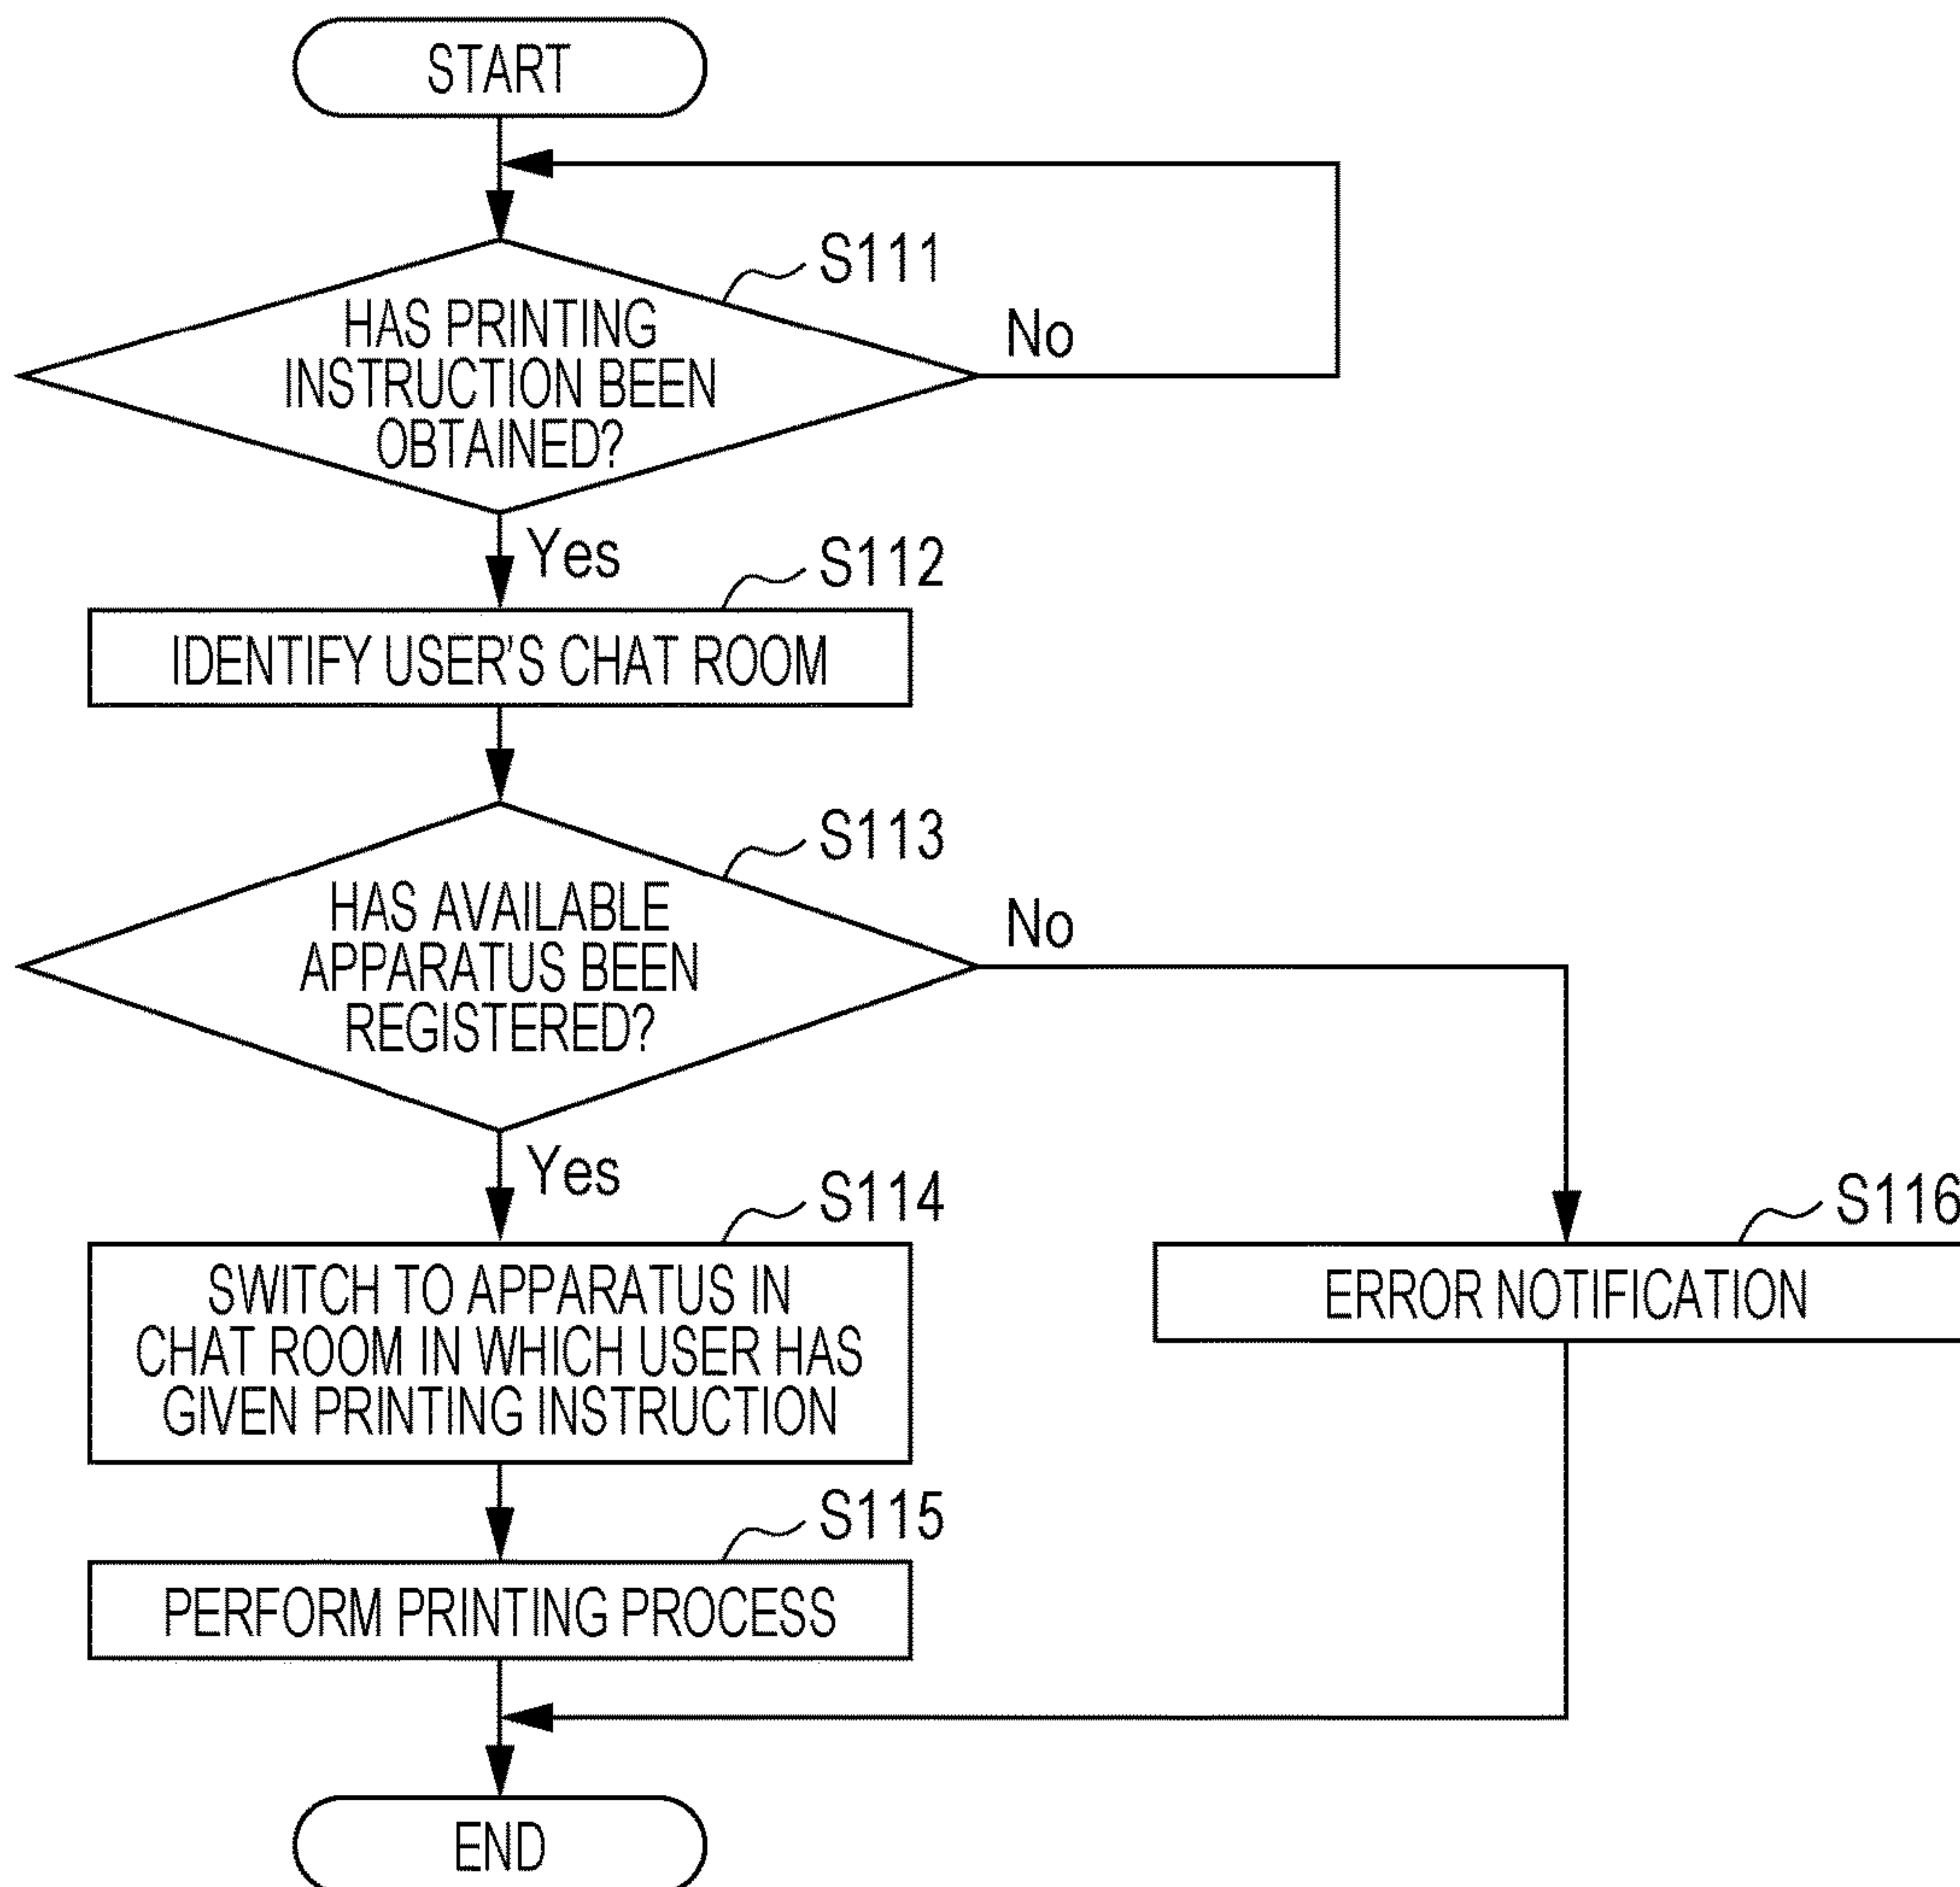 START
S111
HAS PRINTING
INSTRUCTION BEEN
OBTAINED?
No
Yes
S112
IDENTIFY USER'S CHAT ROOM
S113
HAS AVAILABLE
APPARATUS BEEN
REGISTERED?
No
Yes
S114
SWITCH TO APPARATUS IN
CHAT ROOM IN WHICH USER HAS
GIVEN PRINTING INSTRUCTION
S116
ERROR NOTIFICATION
S115
PERFORM PRINTING PROCESS
END